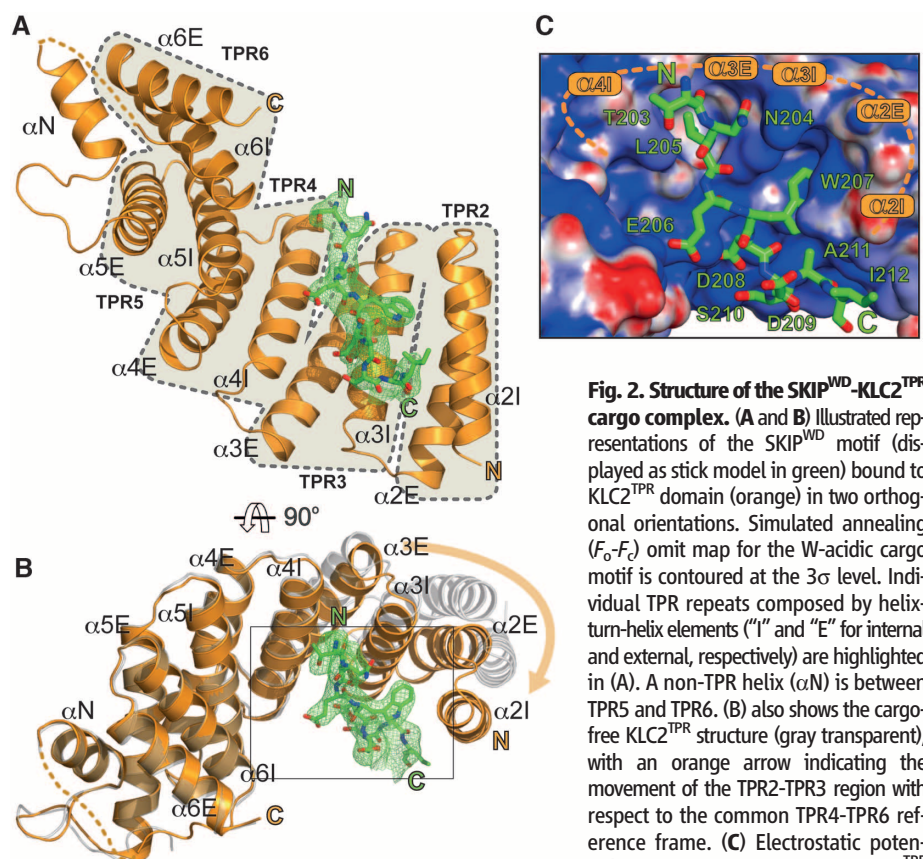 A
α6E
TPR6
C
αN
α6I
TPR4
N
TPR2
α5E
α5I
TPR5
α4E
α4I
α3E
TPR3
α3I
C
α2I
α2E
N
90°
B
α4E
α4I
α3E
α3I
α5E
α5I
N
α2E
αN
α2I
N
α6I
C
α6E
C
C
α4I
N
α3E
α3I
α2E
T203
N204
L205
W207
α2I
E206
A211
D208
I212
S210
D209
C
Fig. 2. Structure of the SKIPWD-KLC2TPR
cargo complex. (A and B) Illustrated rep-
resentations of the SKIPWD motif (dis-
played as stick model in green) bound to
KLC2TPR domain (orange) in two orthog-
onal orientations. Simulated annealing
(Fo-Fc) omit map for the W-acidic cargo
motif is contoured at the 3σ level. Indi-
vidual TPR repeats composed by helix-
turn-helix elements ("I" and "E" for internal
and external, respectively) are highlighted
in (A). A non-TPR helix (αN) is between
TPR5 and TPR6. (B) also shows the cargo-
free KLC2TPR structure (gray transparent),
with an orange arrow indicating the
movement of the TPR2-TPR3 region with
respect to the common TPR4-TPR6 ref-
erence frame. (C) Electrostatic poten-
TPR